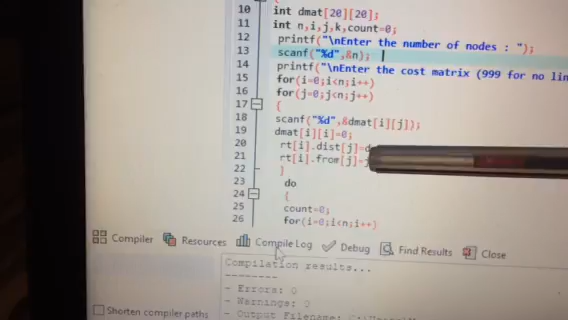 10 int dmat[20][20];
11 int n,i,j,k,count=0;
12 printf("\nEnter the number of nodes : ");
13 scanf("%d",&n);
14 printf("\nEnter the cost matrix (999 for no lin
15 for(i=0;i<n;i++)
16 for(j=0;j<n;j++)
17 {
18 scanf("%d",&dmat[i][j]);
19 dmat[i][i]=0;
20 rt[i].dist[j]=d
21 rt[i].from[j]=j
22 }
23 do
24 {
25 count=0;
26 for(i=0;i<n;i++)
Compiler Resources Compile Log Debug Find Results Close
Compilation results...
--------
- Errors: 0
- Warnings: 0
- Output Filename:
Shorten compiler paths